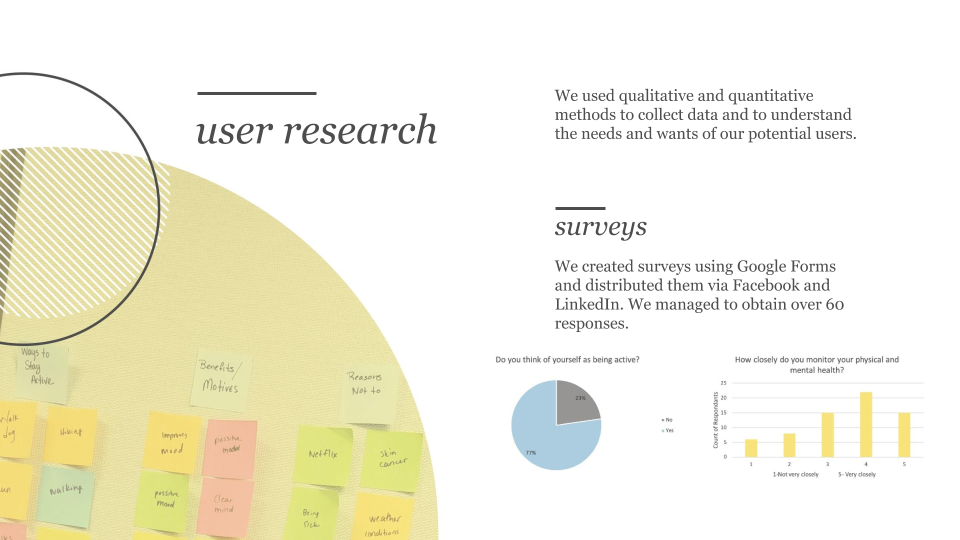 user research
We used qualitative and quantitative
methods to collect data and to understand
the needs and wants of our potential users.
surveys
We created surveys using Google Forms
and distributed them via Facebook and
LinkedIn. We managed to obtain over 60
responses.
Do you think of yourself as being active?
23%
77%
No
Yes
How closely do you monitor your physical and
mental health?
Count of Respondants
25
20
15
10
5
0
1 2 3 4 5
1-Not very closely 5- Very closely
Ways to
Stay
Active
Benefits/
Motives
Reasons
Not to
dog
Hiking
improves
mood
positive
mood
Netflix
Skin
cancer
walking
possitive
mood
Clear
mind
Being
sick
weather
conditions